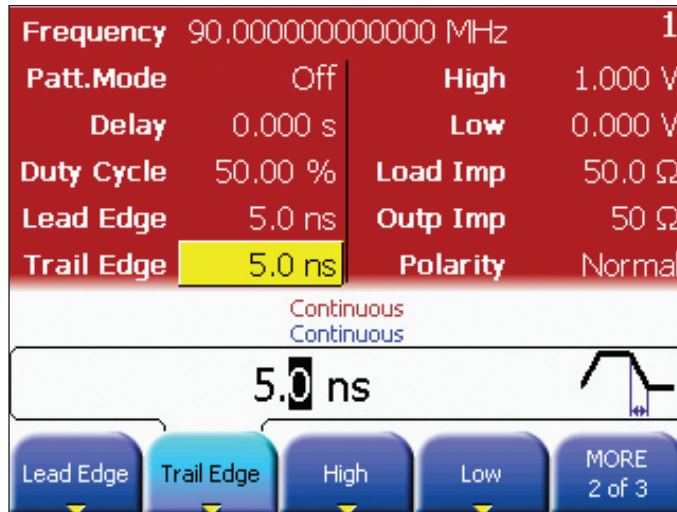 Frequency 90.000000000000 MHz 1
Patt.Mode Off High 1.000 V
Delay 0.000 s Low 0.000 V
Duty Cycle 50.00 % Load Imp 50.0 Ω
Lead Edge 5.0 ns Outp Imp 50 Ω
Trail Edge 5.0 ns Polarity Normal
Continuous
Continuous
5.0 ns
Lead Edge Trail Edge High Low MORE
2 of 3